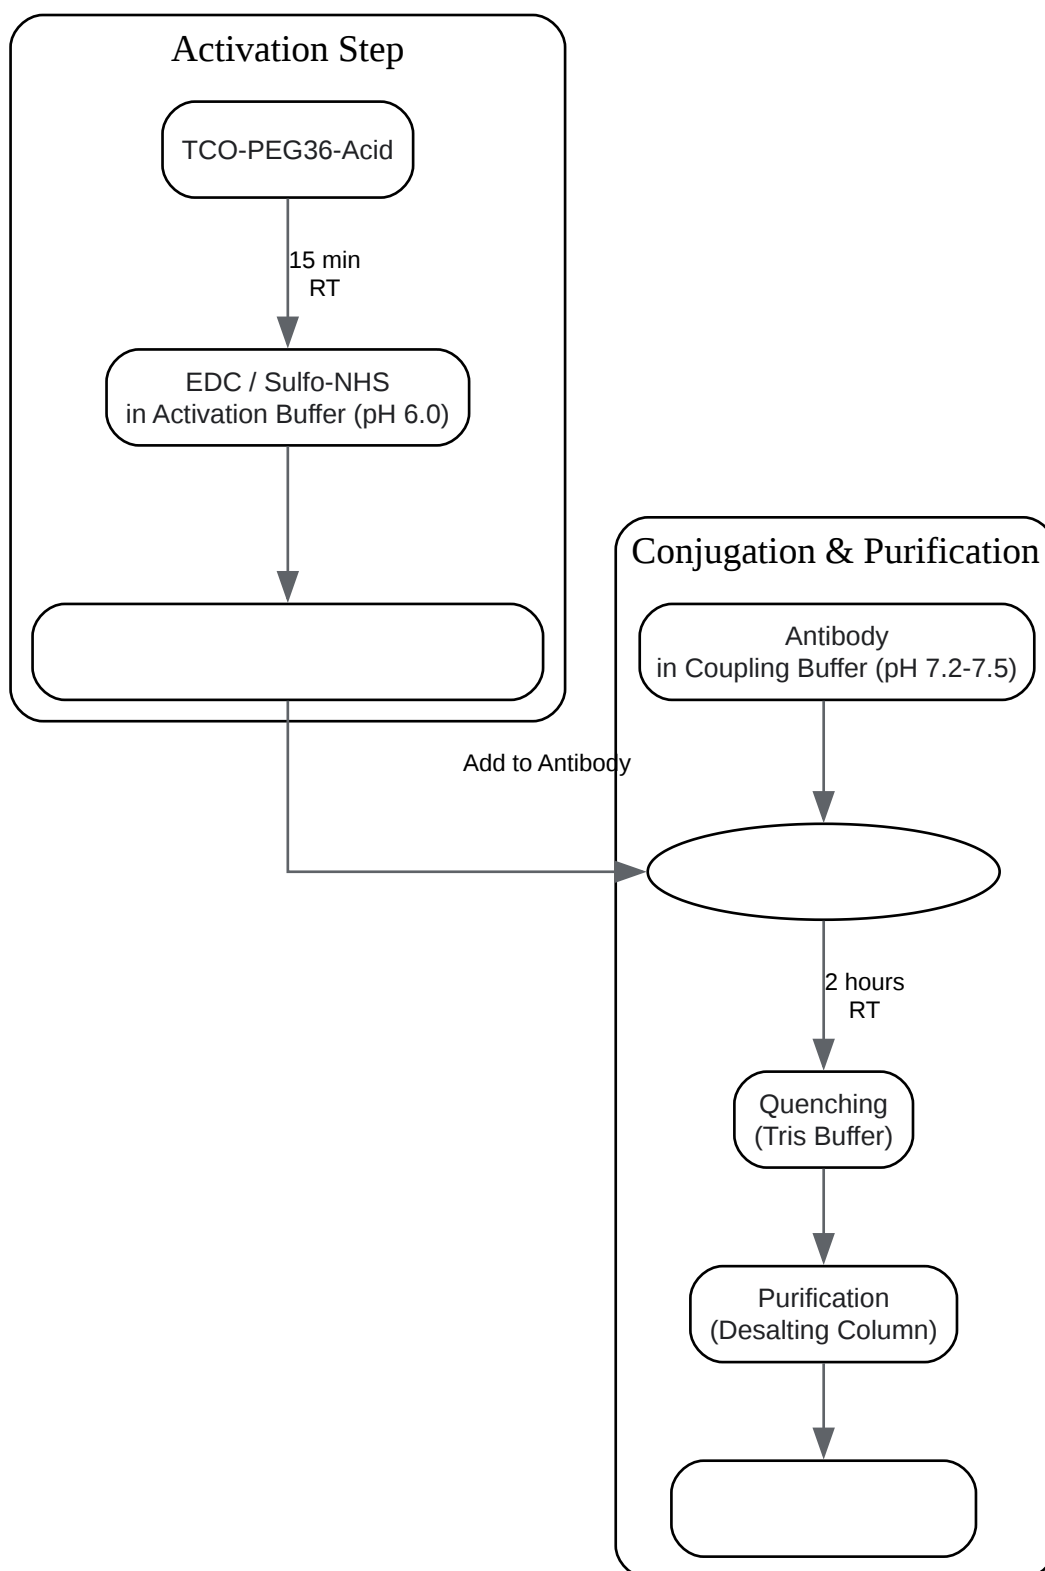 Activation Step
TCO-PEG36-Acid
15 min
RT
EDC / Sulfo-NHS
in Activation Buffer (pH 6.0)
Conjugation & Purification
Antibody
in Coupling Buffer (pH 7.2-7.5)
Add to Antibody
2 hours
RT
Quenching
(Tris Buffer)
Purification
(Desalting Column)